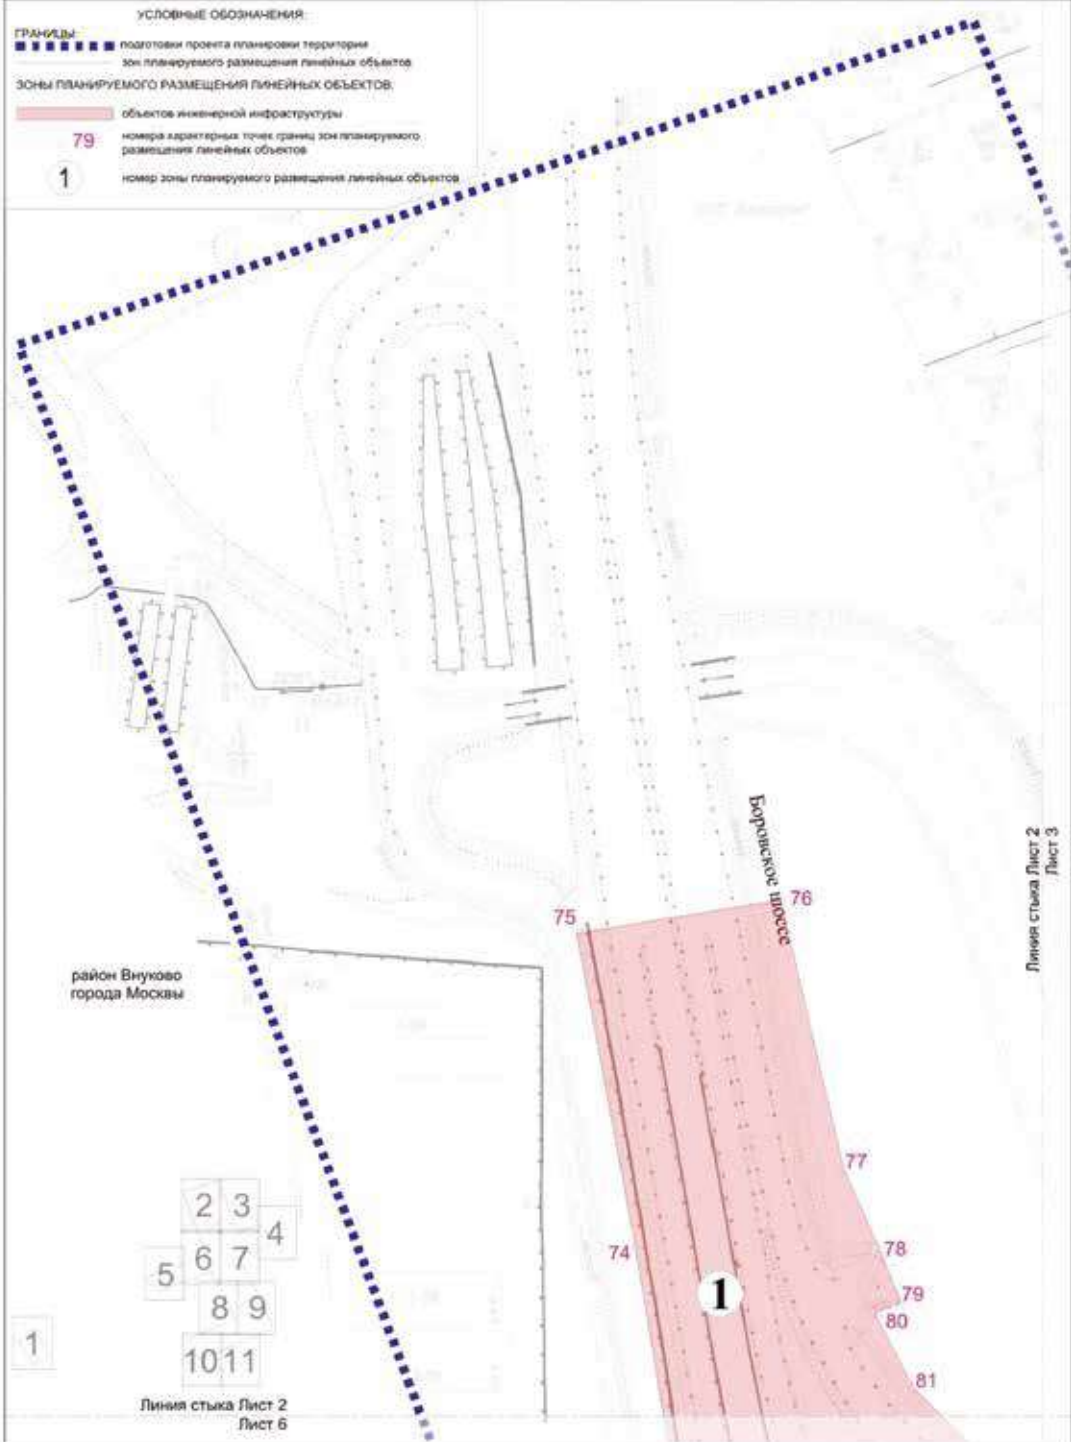 УСЛОВНЫЕ ОБОЗНАЧЕНИЯ:
ГРАНИЦЫ:
подготовки проекта планировки территории
зон планируемого размещения линейных объектов
ЗОНЫ ПЛАНИРУЕМОГО РАЗМЕЩЕНИЯ ЛИНЕЙНЫХ ОБЪЕКТОВ:
объектов инженерной инфраструктуры
79 номера характерных точек границ зон планируемого
размещения линейных объектов
1 номер зоны планируемого размещения линейных объектов
Боровское шоссе
Линия стыка Лист 2
Лист 3
75
76
район Внуково
города Москвы
77
74
78
79
80
81
1
2 3
4
5
6 7
8 9
1
10 11
Линия стыка Лист 2
Лист 6